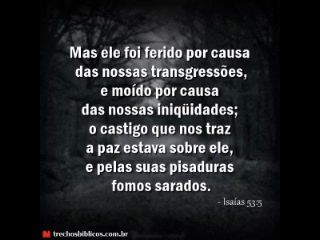 Mas ele foi ferido por causa
das nossas transgressões,
e moído por causa
das nossas iniqüidades;
o castigo que nos traz
a paz estava sobre ele,
e pelas suas pisaduras
fomos sarados.
- Isaías 53:5
trechosbiblicos.com.br